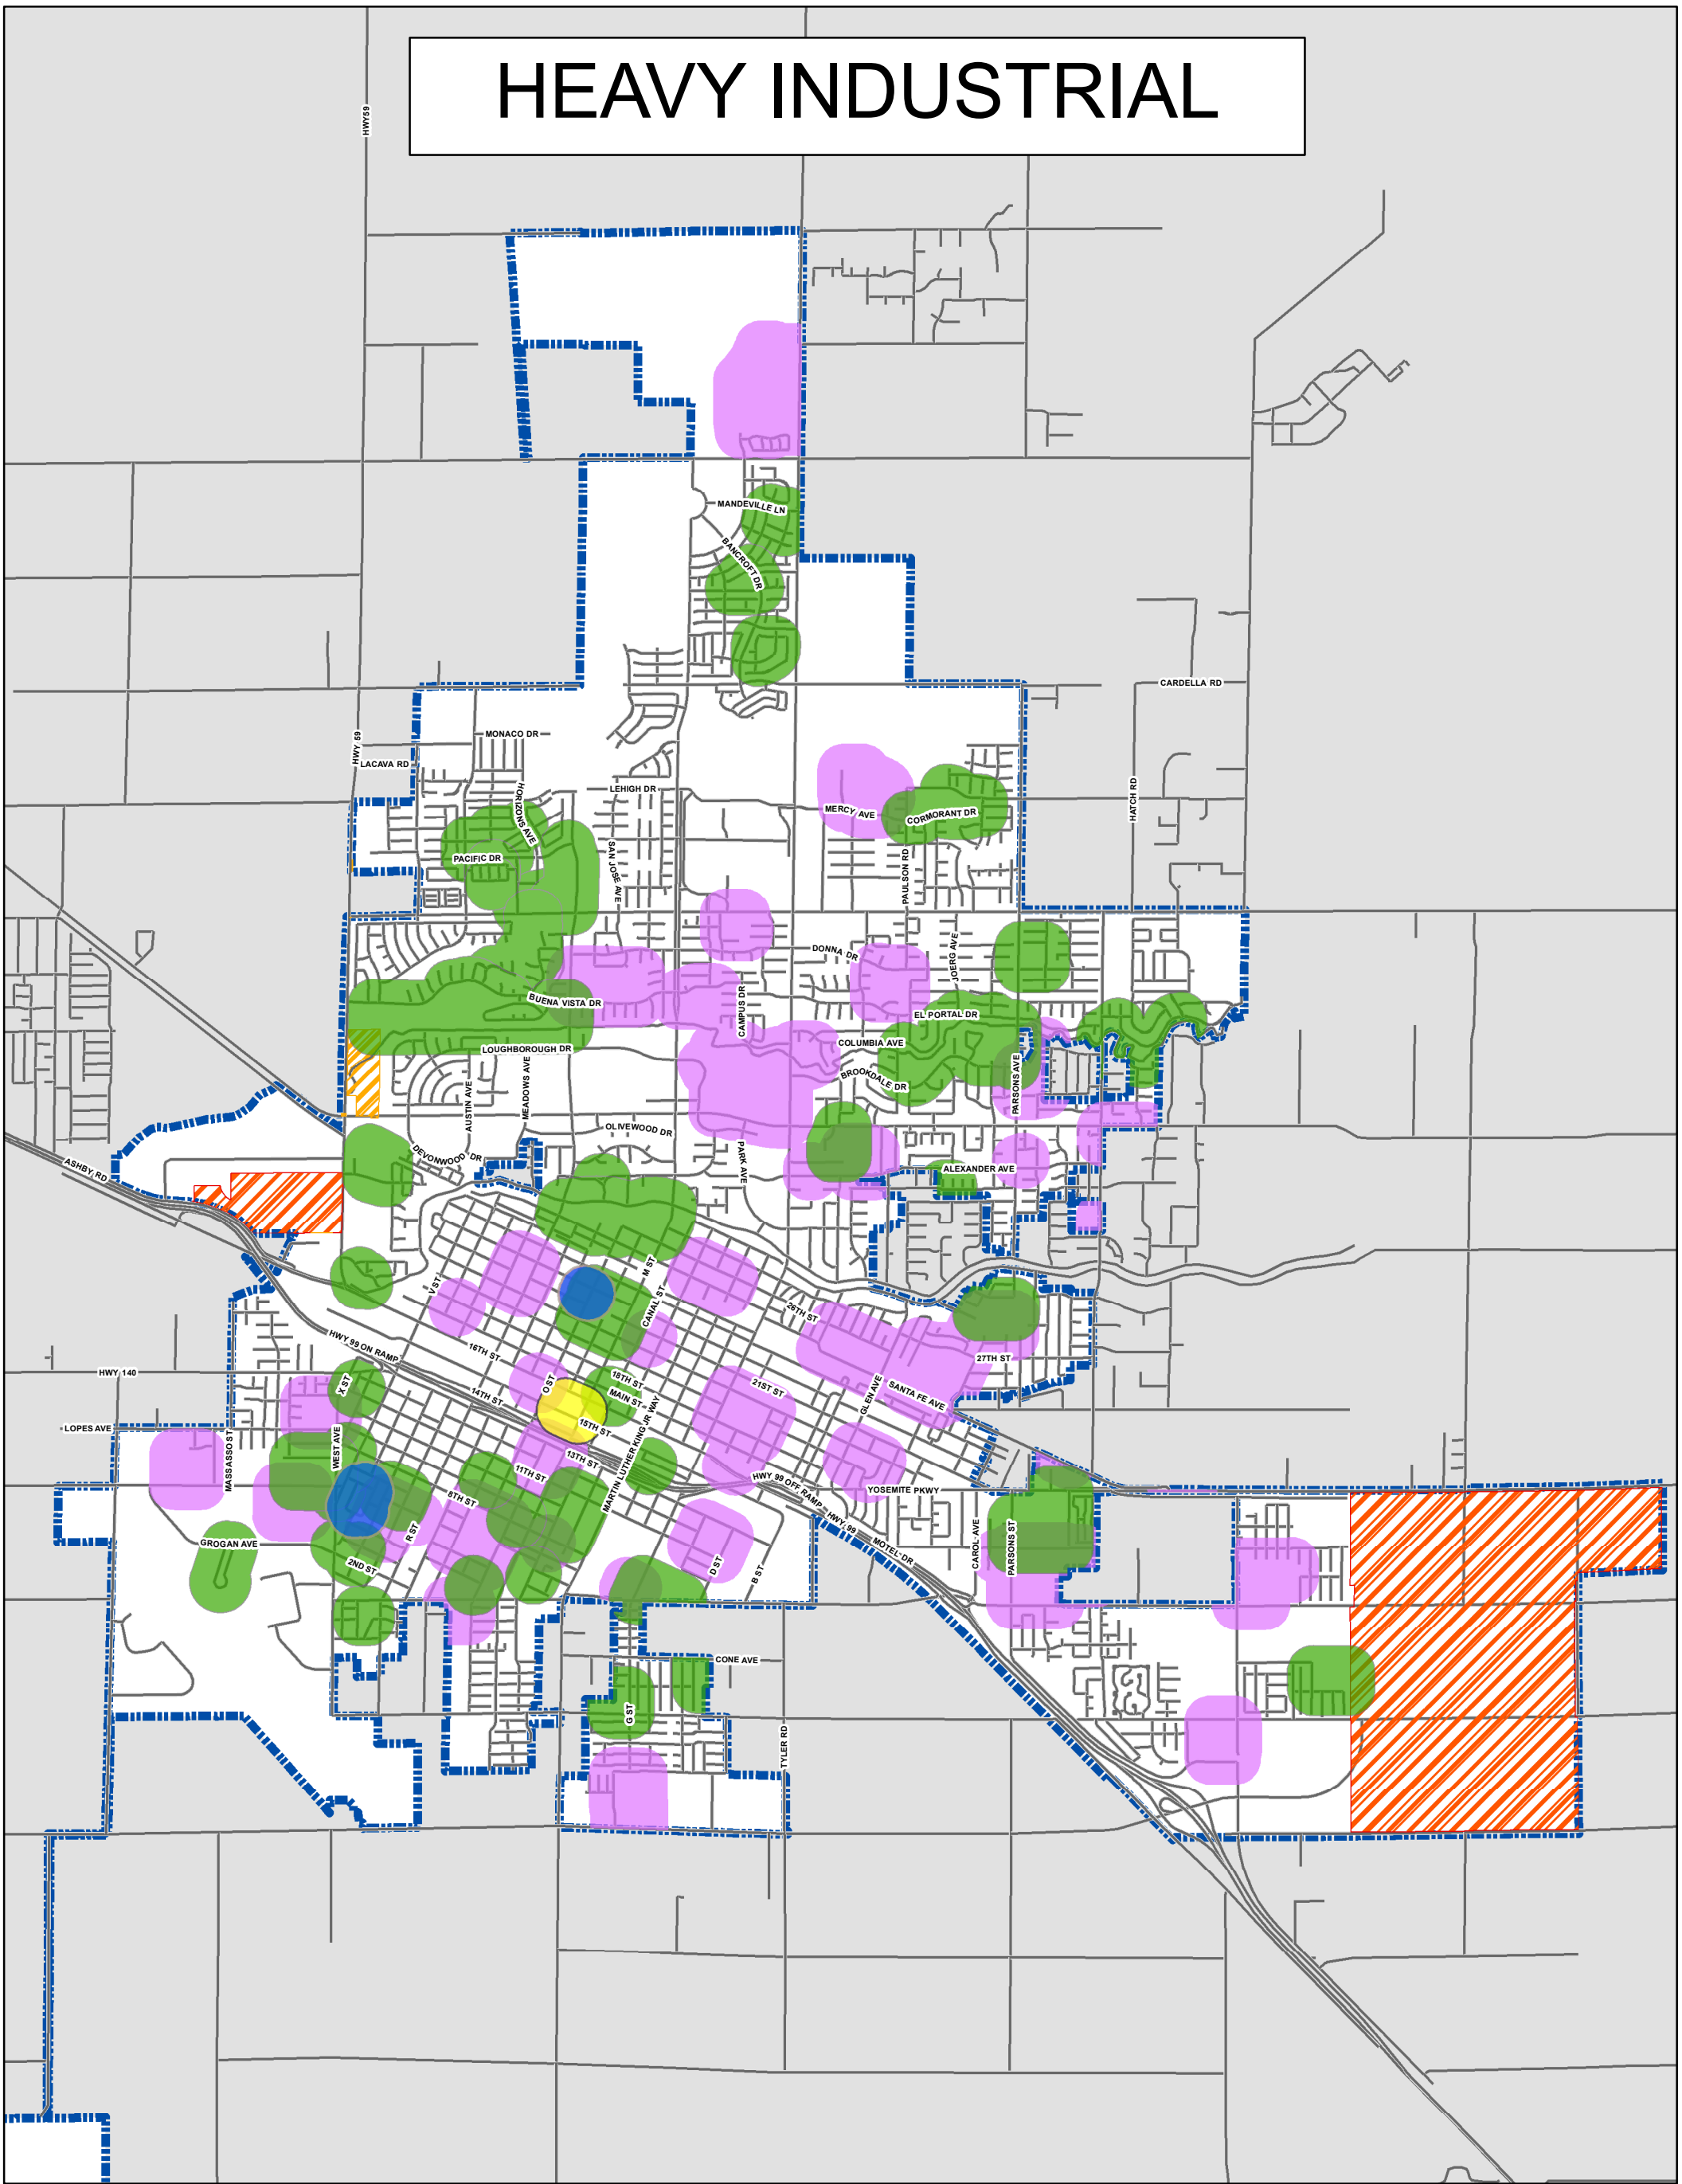 HEAVY INDUSTRIAL
HWY59
MANDEVILLE LN
BANCROFT DR
CARDELLA RD
MONACO DR
HWY 59
LACAVA RD
HORIZONS AVE
LEHIGH DR
HATCH RD
MERCY AVE
CORMORANT DR
PACIFIC DR
SAN JOSE AVE
PAULSON RD
DONNA DR
JOERG AVE
BUENA VISTA DR
CAMPUS DR
EL PORTAL DR
COLUMBIA AVE
LOUGHBOROUGH DR
BROOKDALE DR
PARSONS AVE
AUSTIN AVE
MEADOWS AVE
OLIVEWOOD DR
DEVONWOOD DR
PARK AVE
ALEXANDER AVE
ASHBY RD
V ST
M ST
CANAL ST
26TH ST
HWY 99 ON RAMP
16TH ST
27TH ST
HWY 140
X ST
O ST
18TH ST
21ST ST
14TH ST
MAIN ST
GLEN AVE
SANTA FE AVE
LOPES AVE
15TH ST
MASSASSO ST
WEST AVE
13TH ST
MARTIN LUTHER KING JR WAY
11TH ST
HWY 99 OFF RAMP
YOSEMITE PKWY
8TH ST
HWY 99
R ST
GROGAN AVE
MOTEL DR
CAROL AVE
PARSONS ST
2ND ST
D ST
B ST
CONE AVE
G ST
TYLER RD